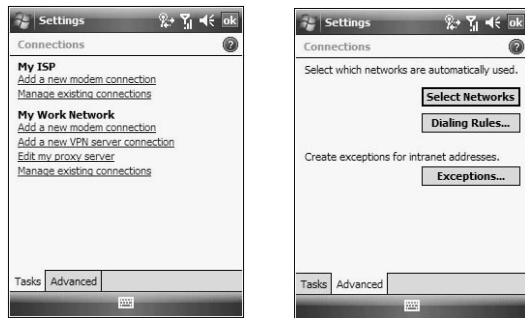 Settings
ok
Connections
My ISP
Add a new modem connection
Manage existing connections
My Work Network
Add a new modem connection
Add a new VPN server connection
Edit my proxy server
Manage existing connections
Tasks
Advanced
Settings
ok
Connections
Select which networks are automatically used.
Select Networks
Dialing Rules...
Create exceptions for intranet addresses.
Exceptions...
Tasks
Advanced